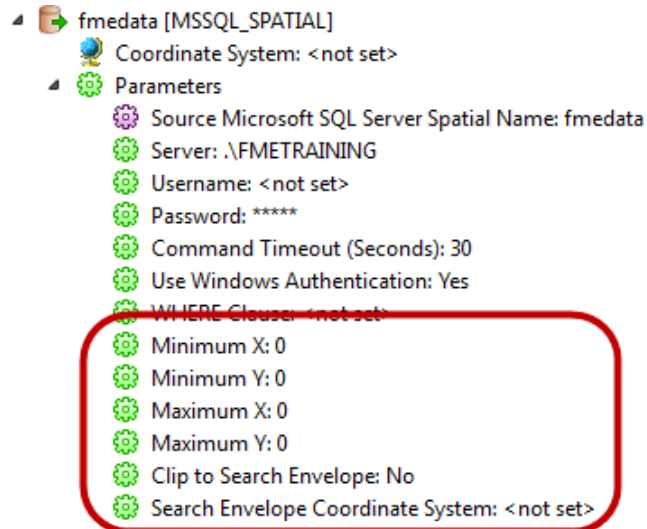 fmedata [MSSQL_SPATIAL]
Coordinate System: <not set>
Parameters
Source Microsoft SQL Server Spatial Name: fmedata
Server: .\FMETRAINING
Username: <not set>
Password: *****
Command Timeout (Seconds): 30
Use Windows Authentication: Yes
WHERE Clause: <not set>
Minimum X: 0
Minimum Y: 0
Maximum X: 0
Maximum Y: 0
Clip to Search Envelope: No
Search Envelope Coordinate System: <not set>